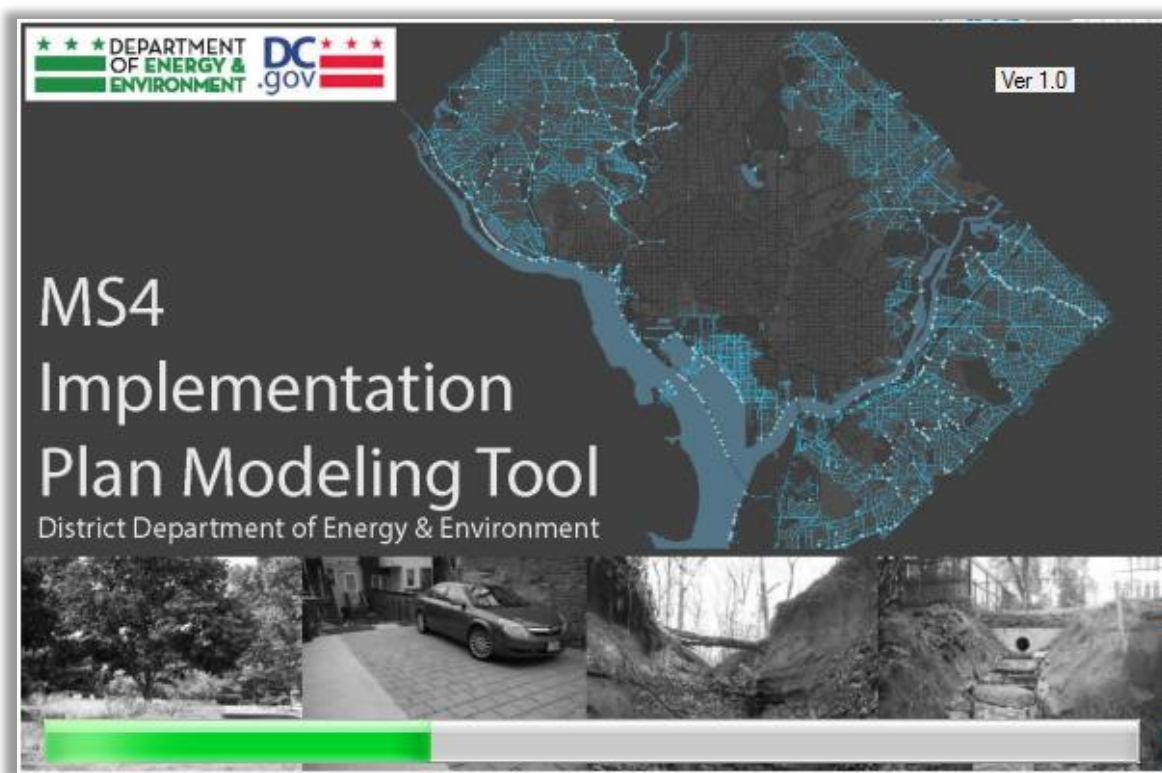 DEPARTMENT
OF ENERGY &
ENVIRONMENT
DC
.gov
Ver 1.0
MS4
Implementation
Plan Modeling Tool
District Department of Energy & Environment